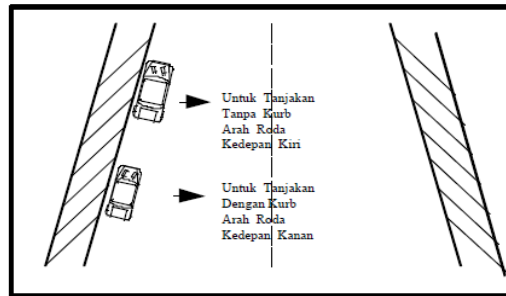 Untuk Tanjakan
Tanpa Kurb
Arah Roda
Kedepan Kiri
Untuk Tanjakan
Dengan Kurb
Arah Roda
Kedepan Kanan